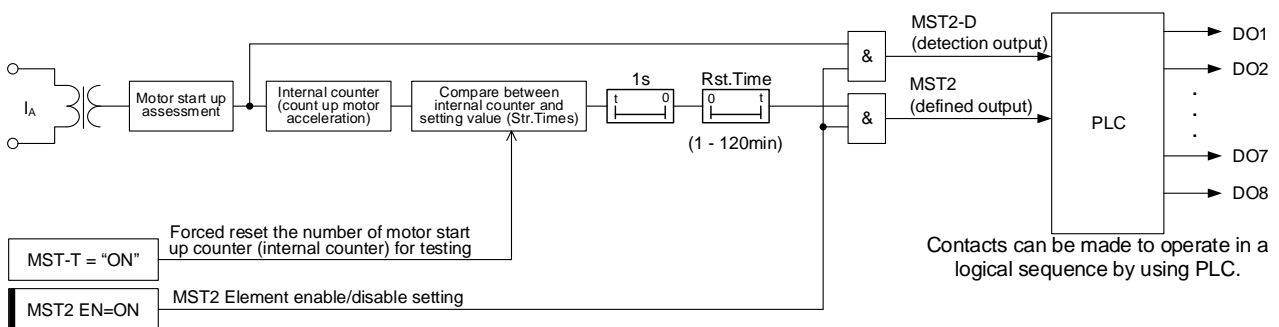 MST2-D
(detection output)
DO1
&
1s
Rst.Time
DO2
IA
Motor start up
assessment
Internal counter
(count up motor
acceleration)
Compare between
internal counter and
setting value (Str.Times)
t 0
0 t
MST2
(defined output)
&
PLC
.
.
.
(1 - 120min)
DO7
DO8
Forced reset the number of motor start
up counter (internal counter) for testing
MST-T = “ON”
Contacts can be made to operate in a
logical sequence by using PLC.
MST2 Element enable/disable setting
MST2 EN=ON